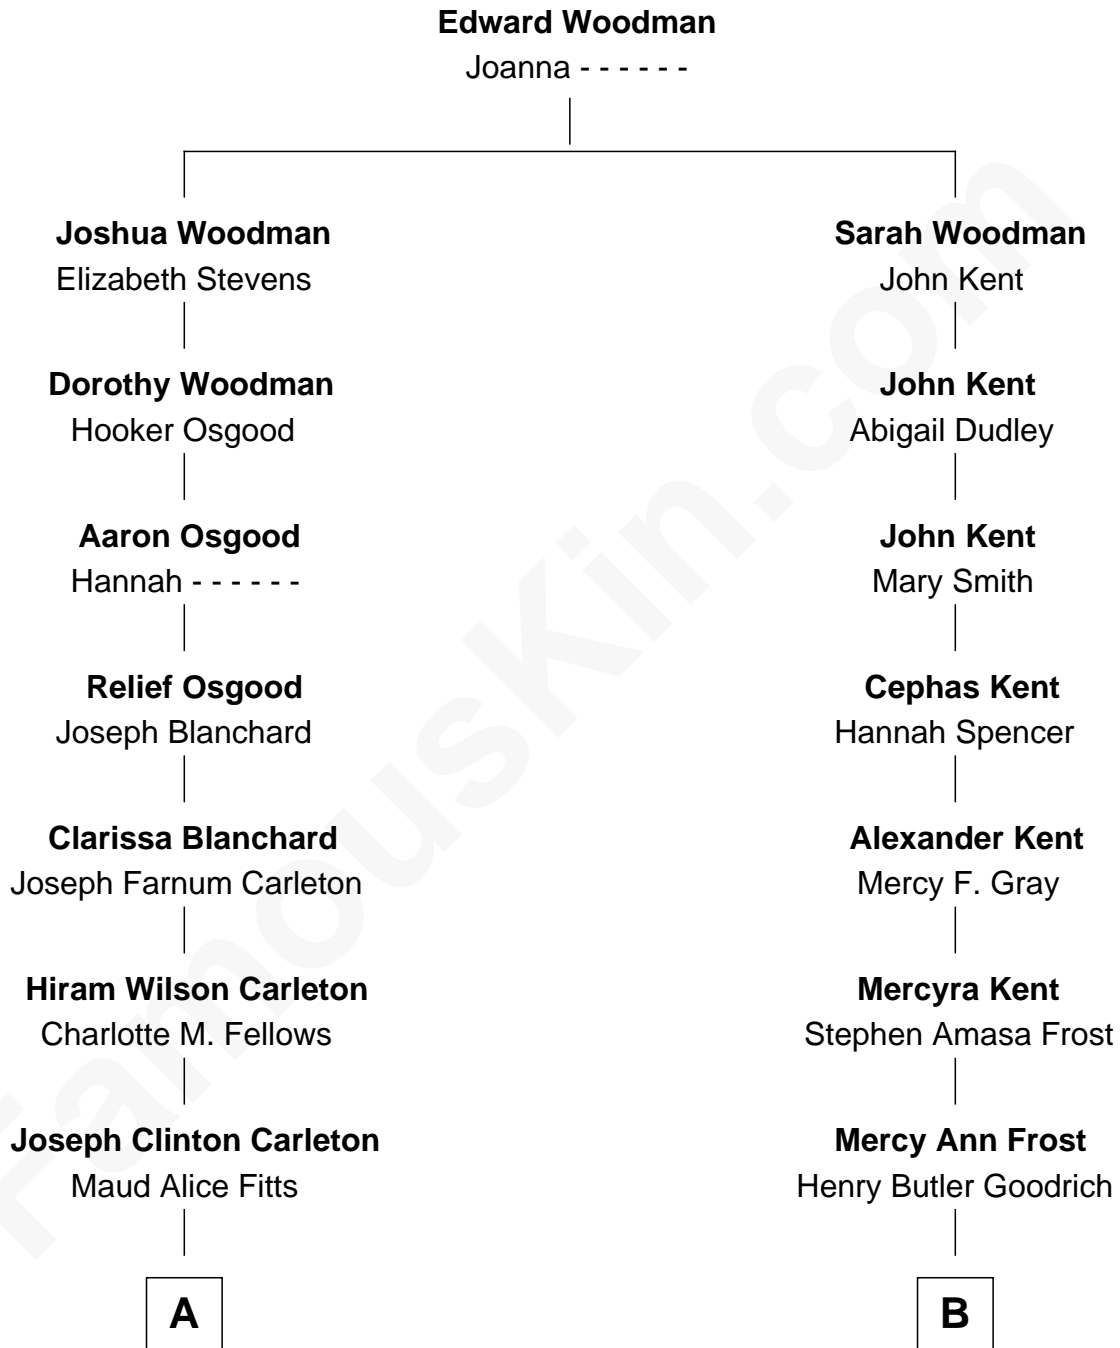 Edward Woodman
Joanna - - - - - -
Joshua Woodman
Elizabeth Stevens
Dorothy Woodman
Hooker Osgood
Aaron Osgood
Hannah - - - - - -
Relief Osgood
Joseph Blanchard
Clarissa Blanchard
Joseph Farnum Carleton
Hiram Wilson Carleton
Charlotte M. Fellows
Joseph Clinton Carleton
Maud Alice Fitts
A
Sarah Woodman
John Kent
John Kent
Abigail Dudley
John Kent
Mary Smith
Cephas Kent
Hannah Spencer
Alexander Kent
Mercy F. Gray
Mercyra Kent
Stephen Amasa Frost
Mercy Ann Frost
Henry Butler Goodrich
B
FamousKin.com